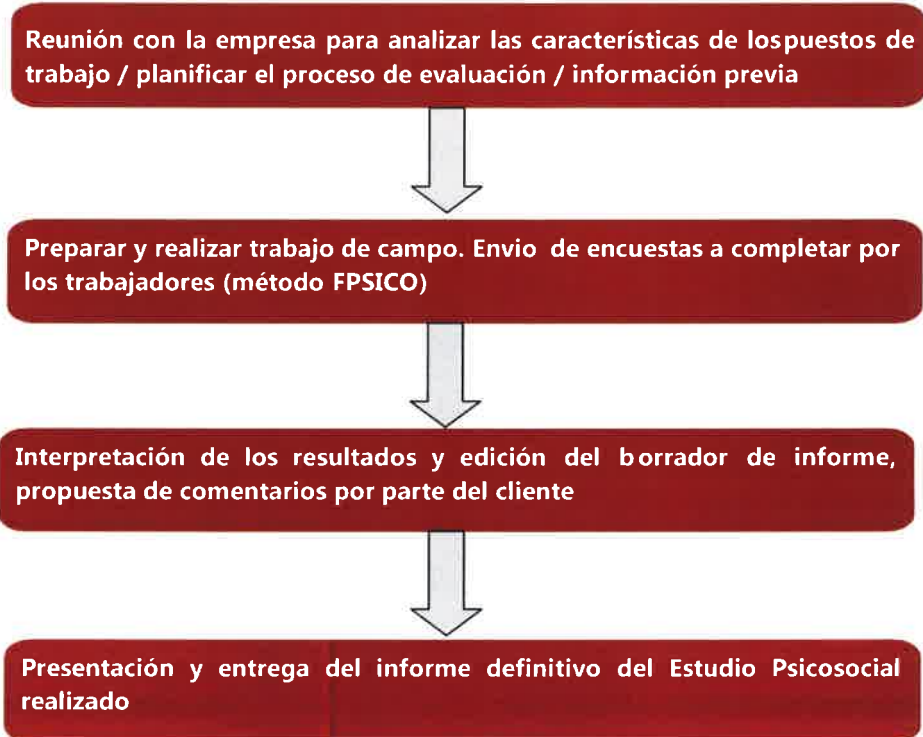 Reunión con la empresa para analizar las características de lospuestos de
trabajo / planificar el proceso de evaluación / información previa
Preparar y realizar trabajo de campo. Envio de encuestas a completar por
los trabajadores (método FPSICO)
Interpretación de los resultados y edición del borrador de informe,
propuesta de comentarios por parte del cliente
Presentación y entrega del informe definitivo del Estudio Psicosocial
realizado